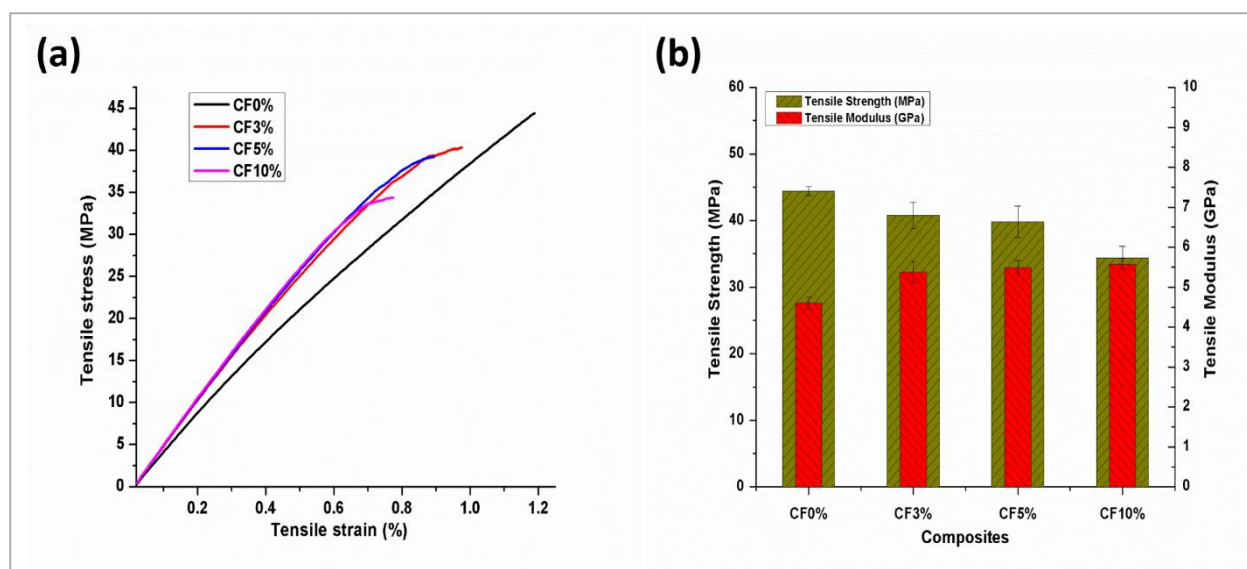 (a)
CF0%
CF3%
CF5%
CF10%
Tensile stress (MPa)
45
40
35
30
25
20
15
10
5
0
0.2 0.4 0.6 0.8 1.0 1.2
Tensile strain (%)
(b)
Tensile Strength (MPa)
Tensile Modulus (GPa)
Tensile Strength (MPa)
60
50
40
30
20
10
0
10
9
8
7
6
5
4
3
2
1
0
Tensile Modulus (GPa)
CF0% CF3% CF5% CF10%
Composites